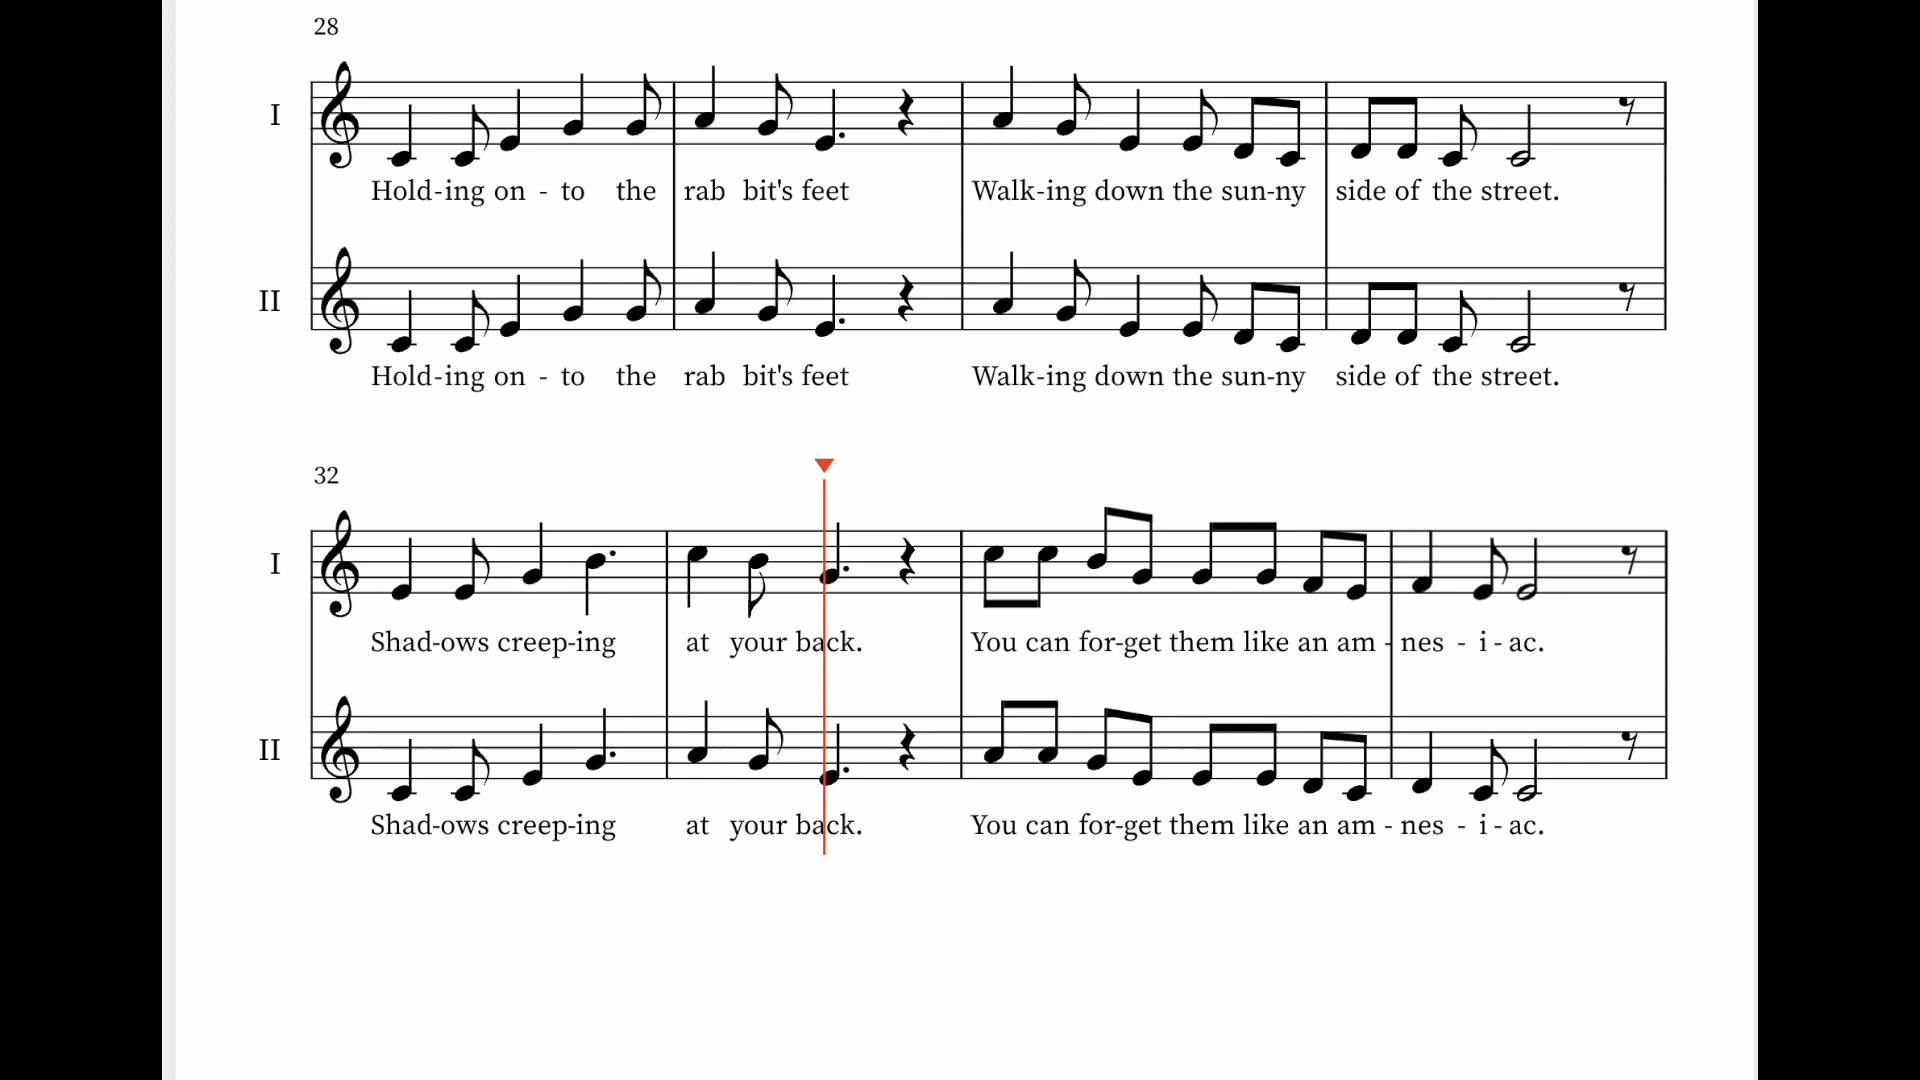 28
I
Hold-ing on - to the rab bit's feet Walk-ing down the sun-ny side of the street.
II
Hold-ing on - to the rab bit's feet Walk-ing down the sun-ny side of the street.
32
I
Shad-ows creep-ing at your back. You can for-get them like an am - nes - i - ac.
II
Shad-ows creep-ing at your back. You can for-get them like an am - nes - i - ac.